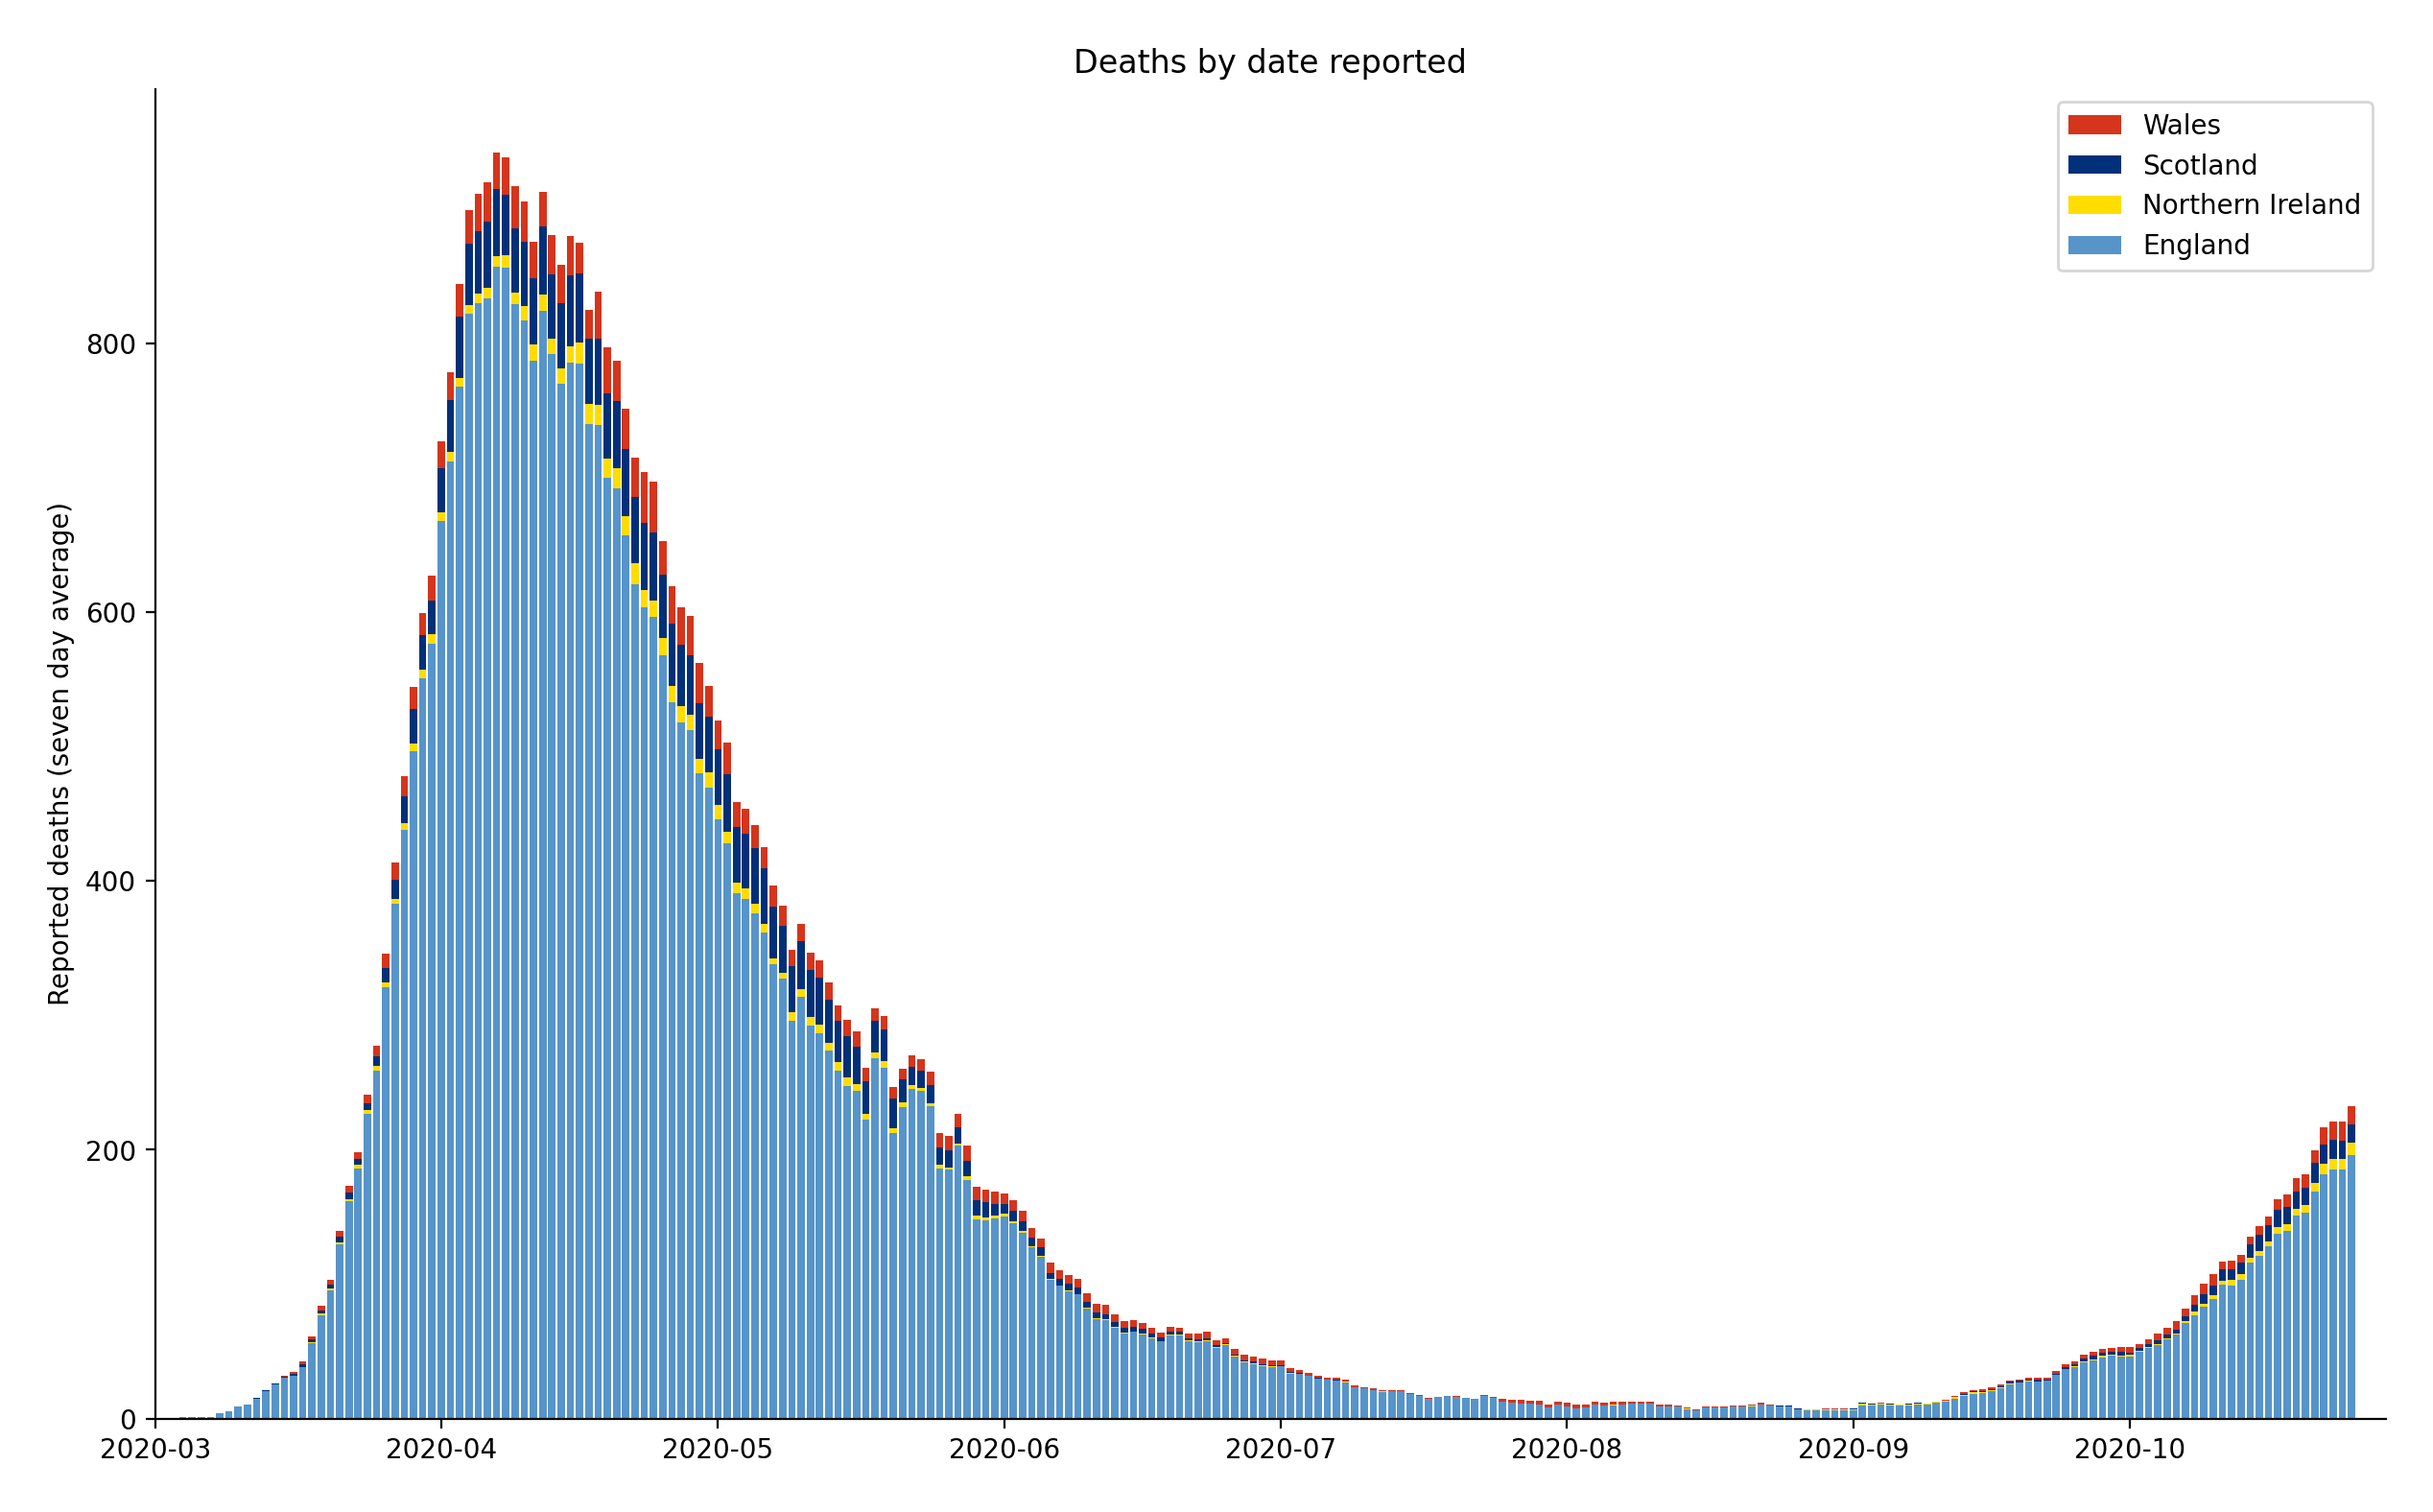 Deaths by date reported
Wales
Scotland
Northern Ireland
England
Reported deaths (seven day average)
800
600
400
200
0
2020-03
2020-04
2020-05
2020-06
2020-07
2020-08
2020-09
2020-10